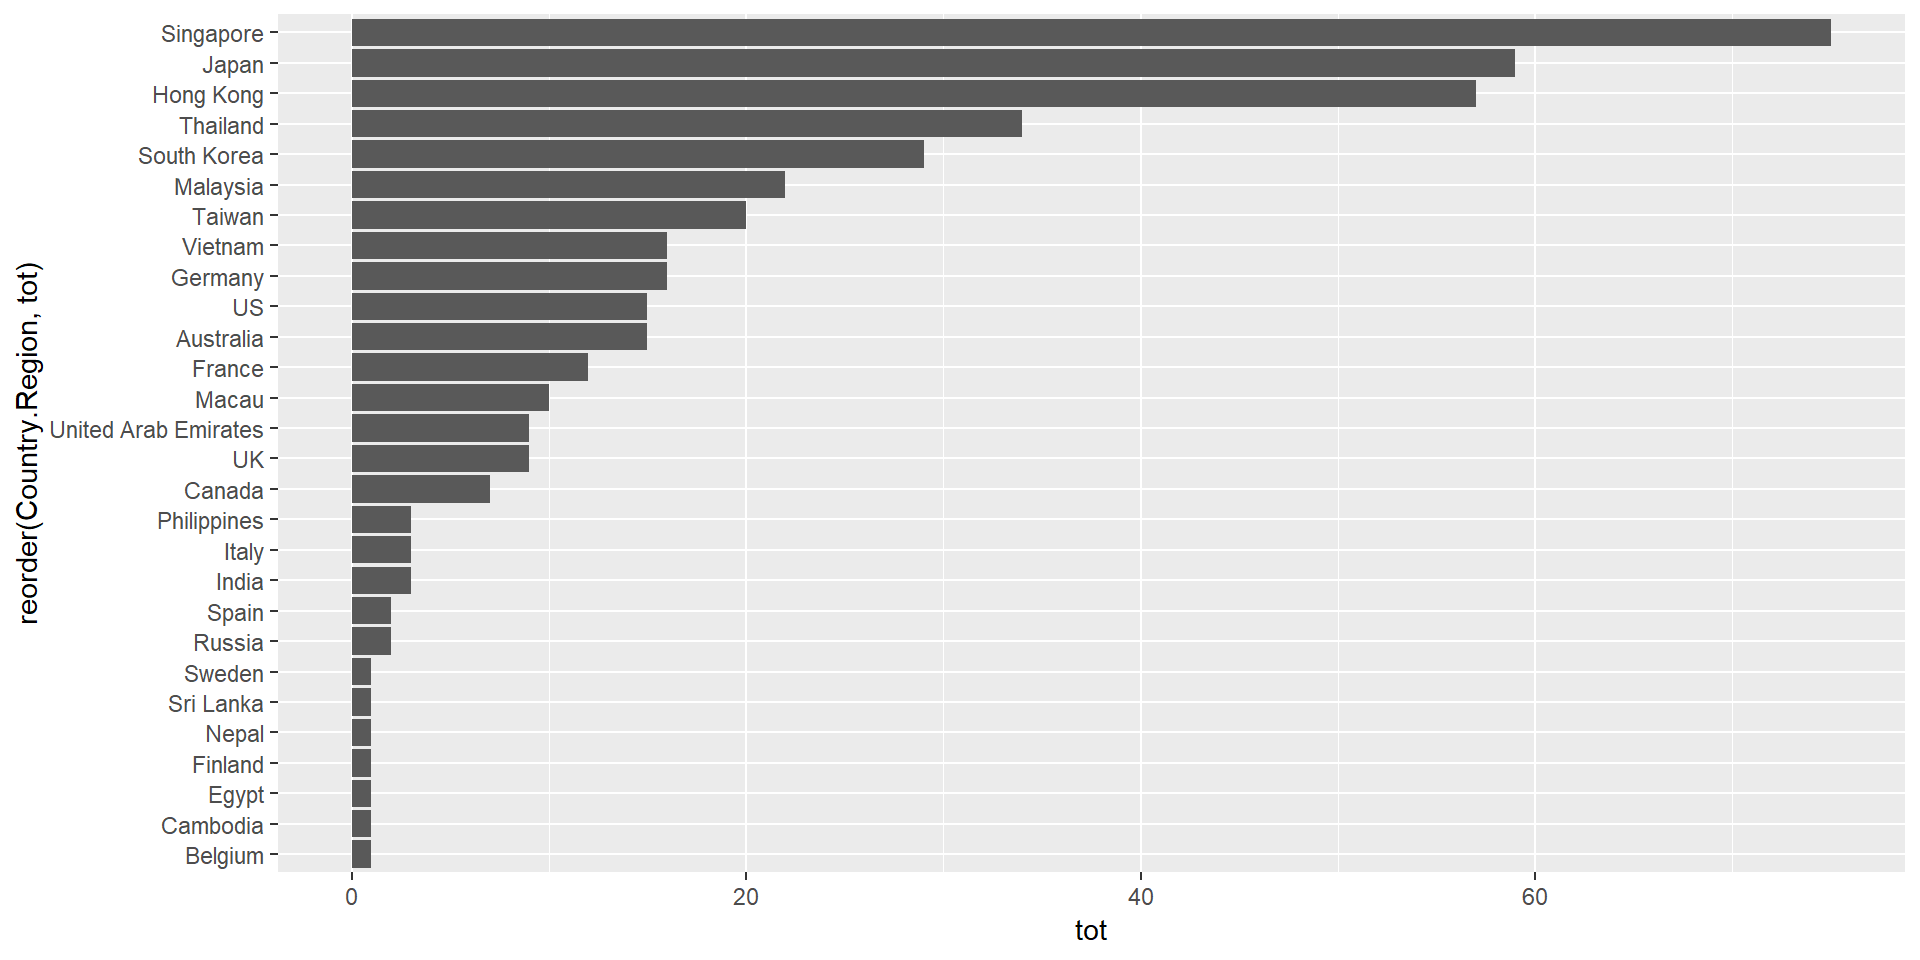 reorder(Country.Region, tot)
Singapore
Japan
Hong Kong
Thailand
South Korea
Malaysia
Taiwan
Vietnam
Germany
US
Australia
France
Macau
United Arab Emirates
UK
Canada
Philippines
Italy
India
Spain
Russia
Sweden
Sri Lanka
Nepal
Finland
Egypt
Cambodia
Belgium
0 20 40 60
tot